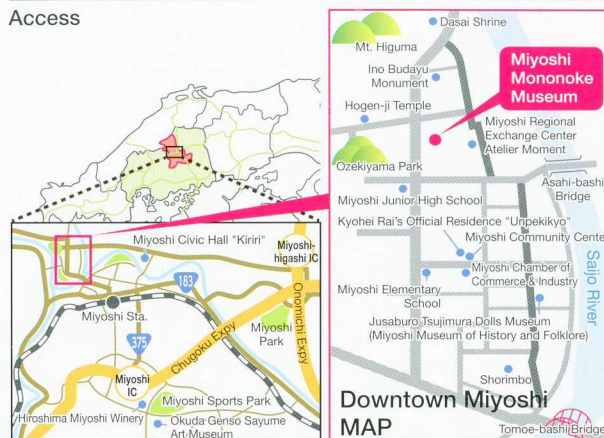 Access
Miyoshi Civic Hall "Kiriri"
Miyoshi-
higashi IC
183
Onomichi Expy
Miyoshi Sta.
Miyoshi
Park
375
Chugoku Expy
Miyoshi
IC
Miyoshi Sports Park
Hiroshima Miyoshi Winery
Okuda Genso Sayume
Art Museum
Dasai Shrine
Mt. Higuma
Miyoshi
Mononoke
Museum
Ino Budayu
Monument
Hogen-ji Temple
Miyoshi Regional
Exchange Center
Atelier Moment
Ozekiyama Park
Asahi-bashi
Bridge
Miyoshi Junior High School
Kyohei Rai's Official Residence "Unpekikyo"
Miyoshi Community Cente
Saijo River
Miyoshi Chamber of
Commerce & Industry
Miyoshi Elementary
School
Jusaburo Tsujimura Dolls Museum
(Miyoshi Museum of History and Folklore)
Shorimbo
Downtown Miyoshi
MAP
Tomoe-bashi Bridge